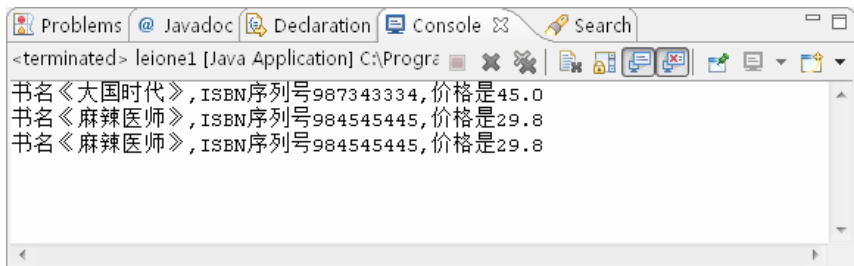 Problems @ Javadoc Declaration Console Search
<terminated> leione1 [Java Application] C:\Progra
书名《大国时代》,ISBN序列号987343334,价格是45.0
书名《麻辣医师》,ISBN序列号984545445,价格是29.8
书名《麻辣医师》,ISBN序列号984545445,价格是29.8